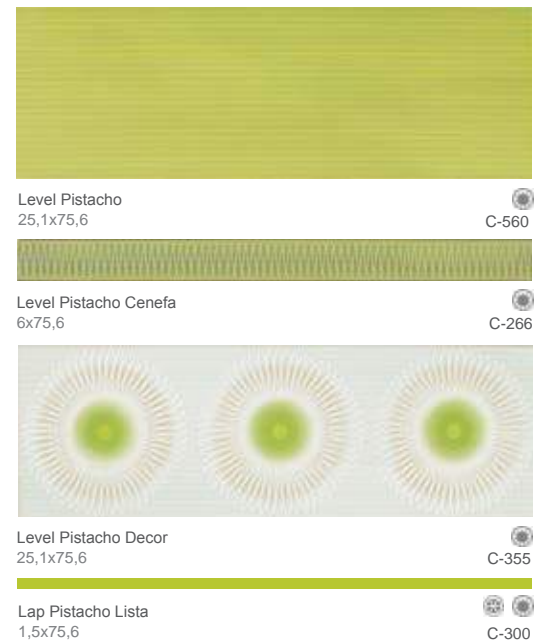 Level Pistacho
25,1x75,6
C-560
Level Pistacho Cenefa
6x75,6
C-266
Level Pistacho Decor
25,1x75,6
C-355
Lap Pistacho Lista
1,5x75,6
C-300